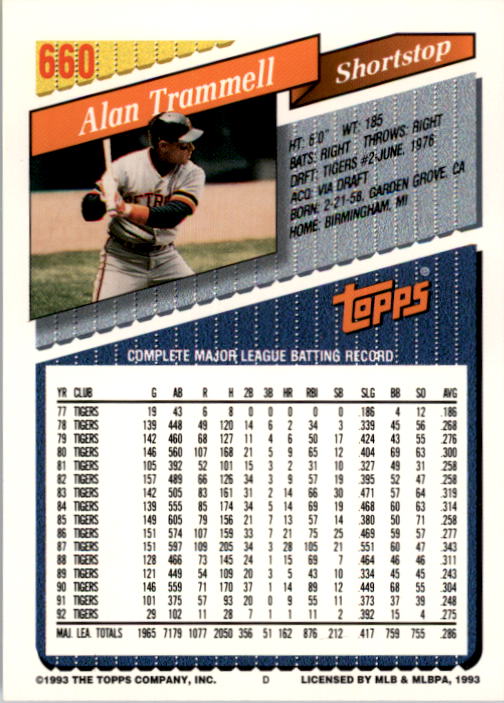 660
Alan Trammell
Shortstop
HT: 6'0" WT: 185
BATS: RIGHT THROWS: RIGHT
DRFT: TIGERS #2-JUNE, 1976
ACQ: VIA DRAFT
BORN: 2-21-58, GARDEN GROVE, CA
HOME: BIRMINGHAM, MI
DETRO
TOPPS®
COMPLETE MAJOR LEAGUE BATTING RECORD
YR CLUB G AB R H 2B 3B HR RBI SB SLG BB SO AVG
77 TIGERS 19 43 6 8 0 0 0 0 0 .186 4 12 .186
78 TIGERS 139 448 49 120 14 6 2 34 3 .339 45 56 .268
79 TIGERS 142 460 68 127 11 4 6 50 17 .424 43 55 .276
80 TIGERS 146 560 107 168 21 5 9 65 12 .404 69 63 .300
81 TIGERS 105 392 52 101 15 3 2 31 10 .327 49 31 .258
82 TIGERS 157 489 66 126 34 3 9 57 19 .395 52 47 .258
83 TIGERS 142 505 83 161 31 2 14 66 30 .471 57 64 .319
84 TIGERS 139 555 85 174 34 5 14 69 19 .468 60 63 .314
85 TIGERS 149 605 79 156 21 7 13 57 14 .380 50 71 .258
86 TIGERS 151 574 107 159 33 7 21 75 25 .469 59 57 .277
87 TIGERS 151 597 109 205 34 3 28 105 21 .551 60 47 .343
88 TIGERS 128 466 73 145 24 1 15 69 7 .464 46 46 .311
89 TIGERS 121 449 54 109 20 3 5 43 10 .334 45 45 .243
90 TIGERS 146 559 71 170 37 1 14 89 12 .449 68 55 .304
91 TIGERS 101 375 57 93 20 0 9 55 11 .373 37 39 .248
92 TIGERS 29 102 11 28 7 1 1 11 2 .392 15 4 .275
MAJ. LEA. TOTALS 1965 7179 1077 2050 356 51 162 876 212 .417 759 755 .286
©1993 THE TOPPS COMPANY, INC. D LICENSED BY MLB & MLBPA, 1993